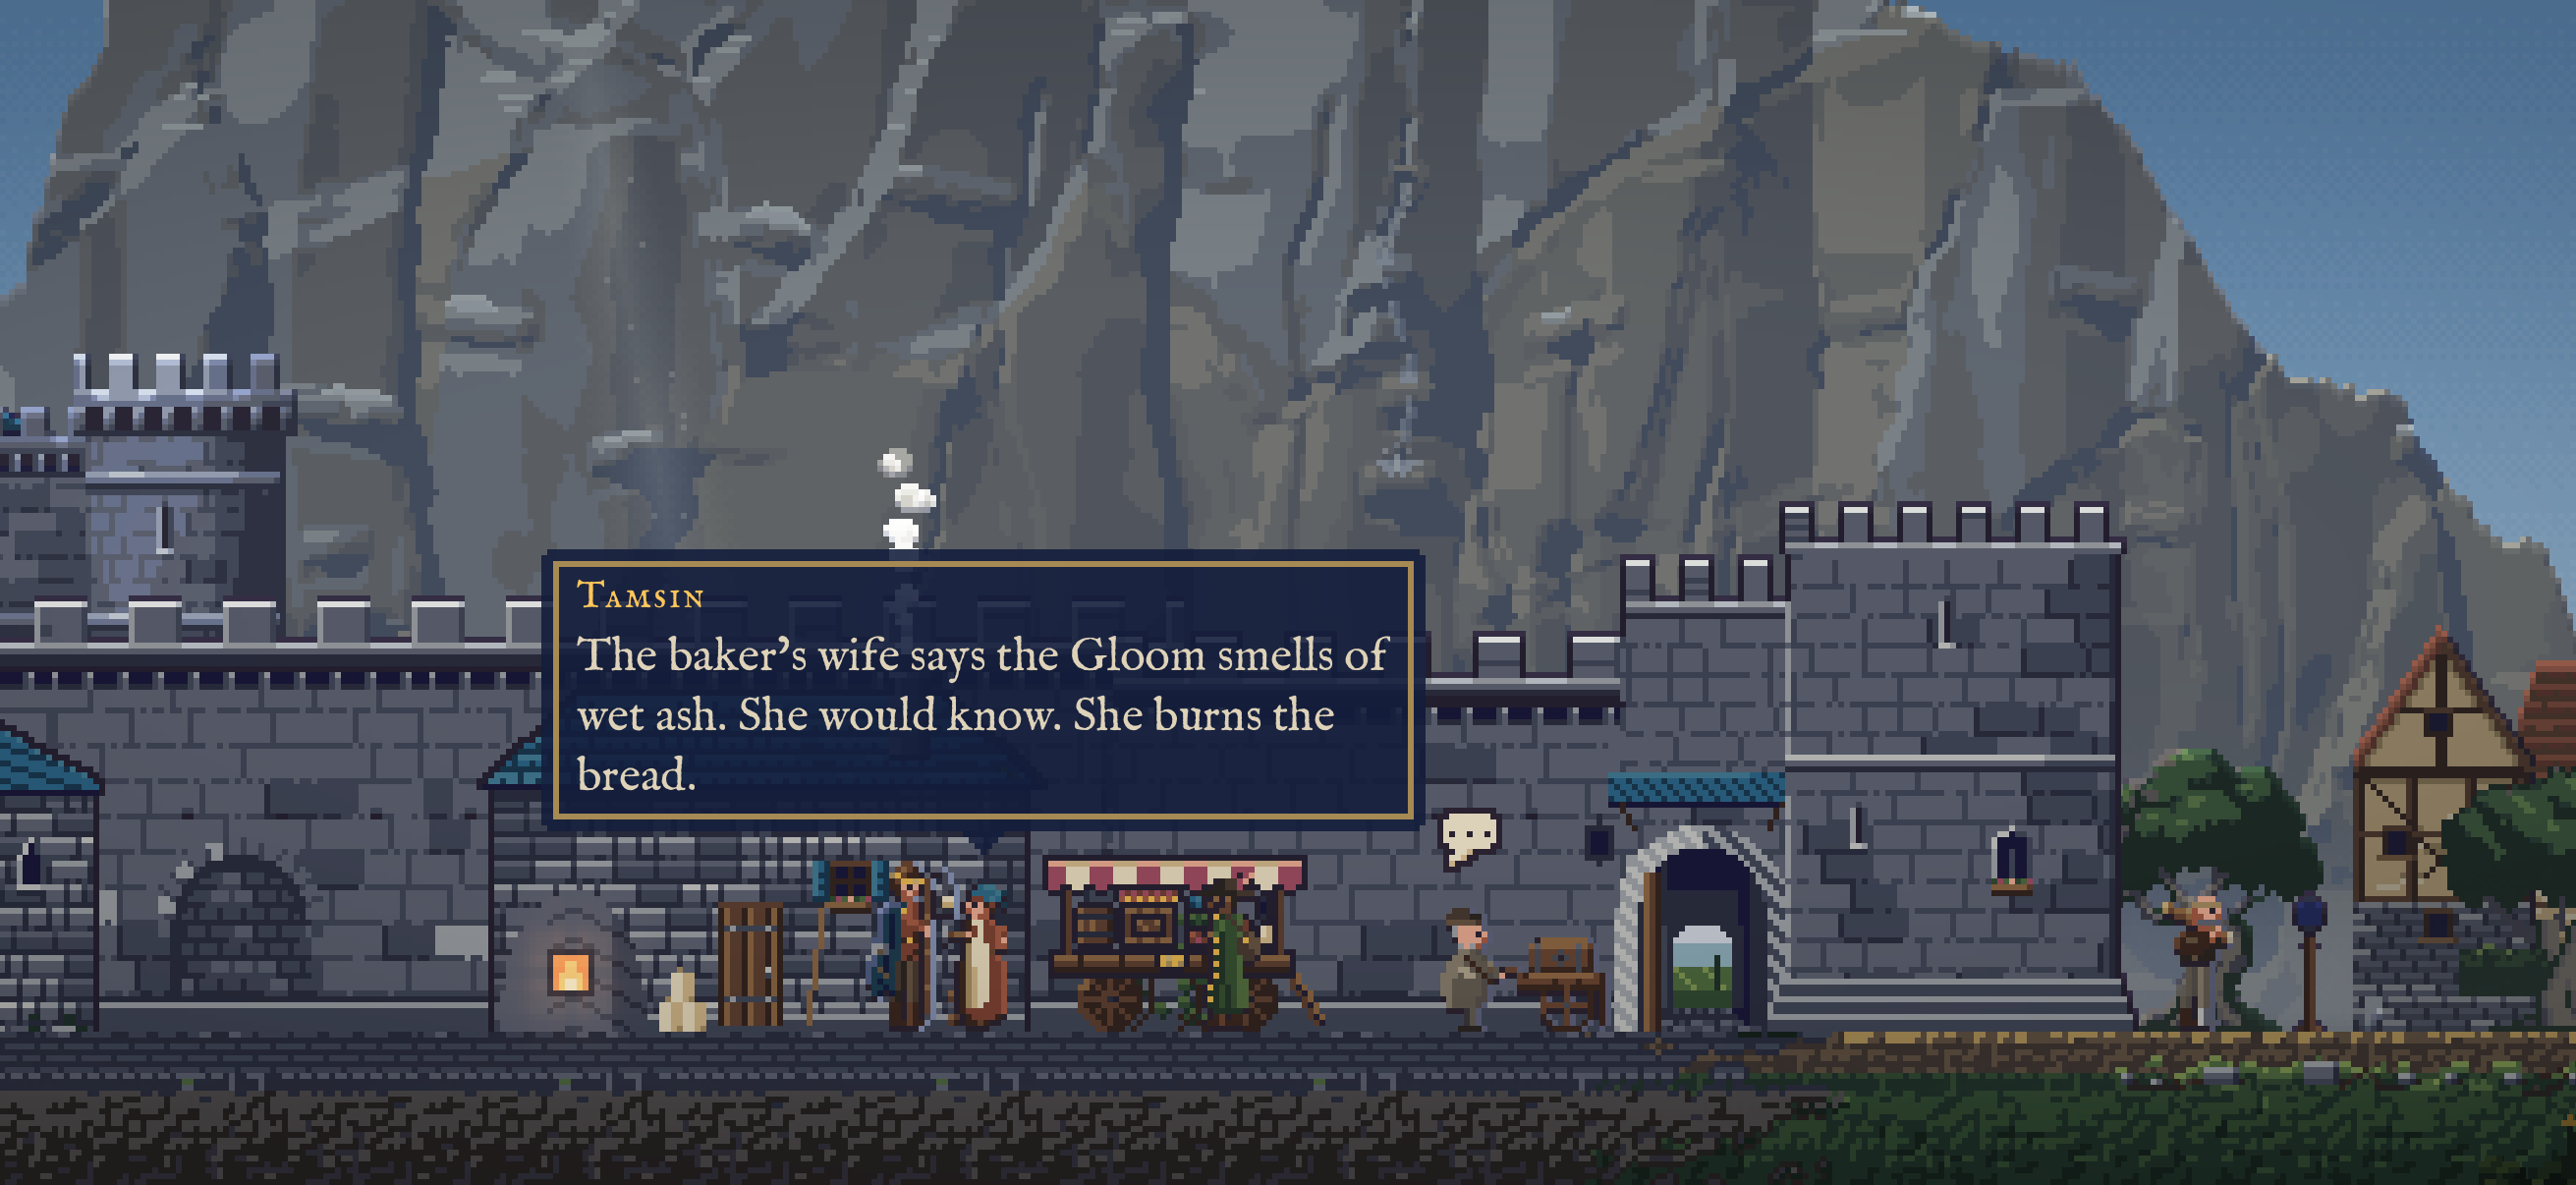 Tamsin
The baker's wife says the Gloom smells of
wet ash. She would know. She burns the
bread.